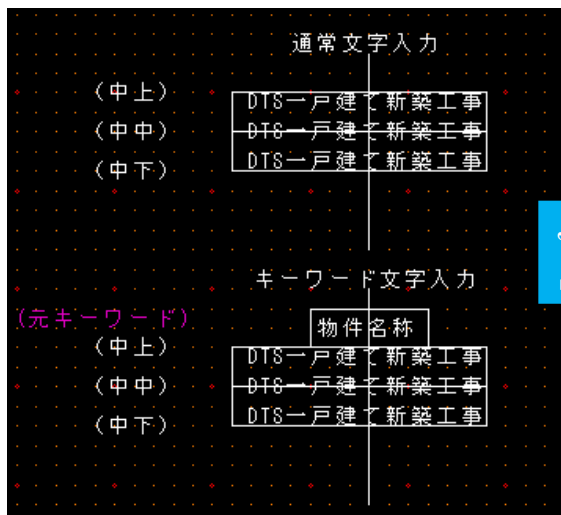 通常文字入力
(中上) DTS一戸建て新築工事
(中中) DTS一戸建て新築工事
(中下) DTS一戸建て新築工事
キーワード文字入力
(元キーワード) 物件名称
(中上) DTS一戸建て新築工事
(中中) DTS一戸建て新築工事
(中下) DTS一戸建て新築工事